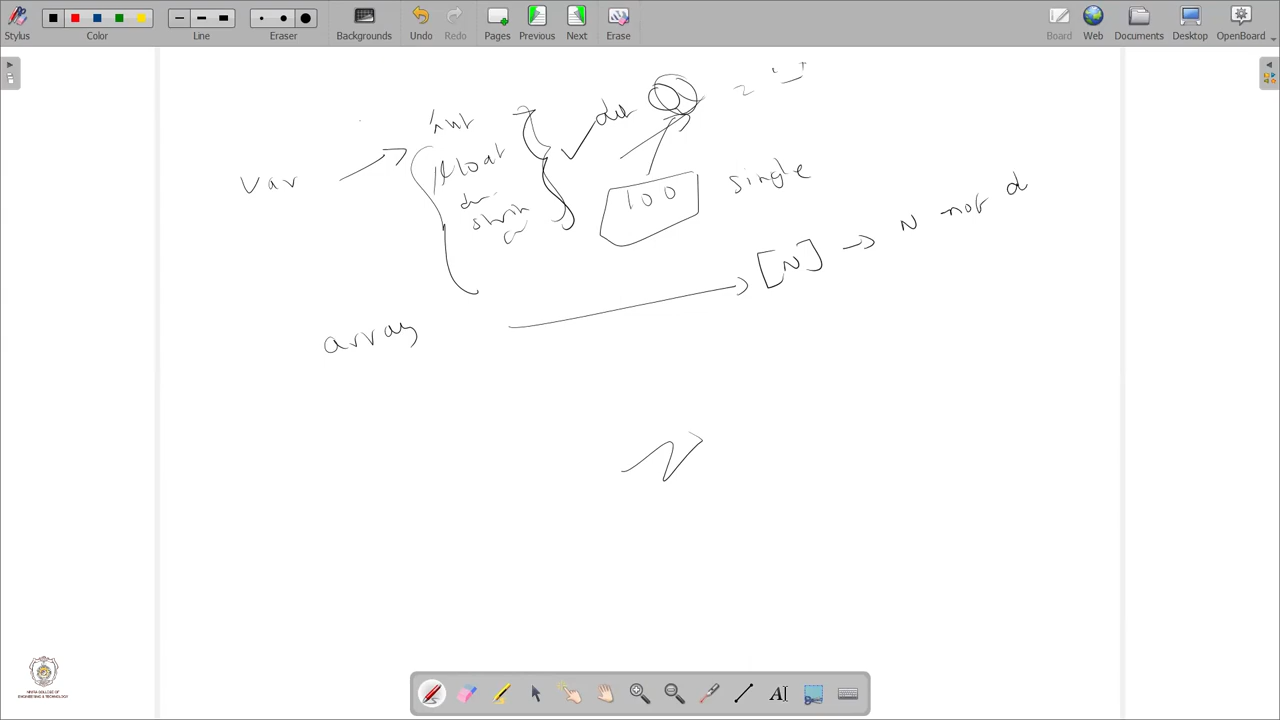 Stylus
Color
Line
Eraser
Backgrounds
Undo
Redo
Pages
Previous
Next
Erase
Board
Web
Documents
Desktop
OpenBoard
int
float
var
100
single
[N] → N not d
array